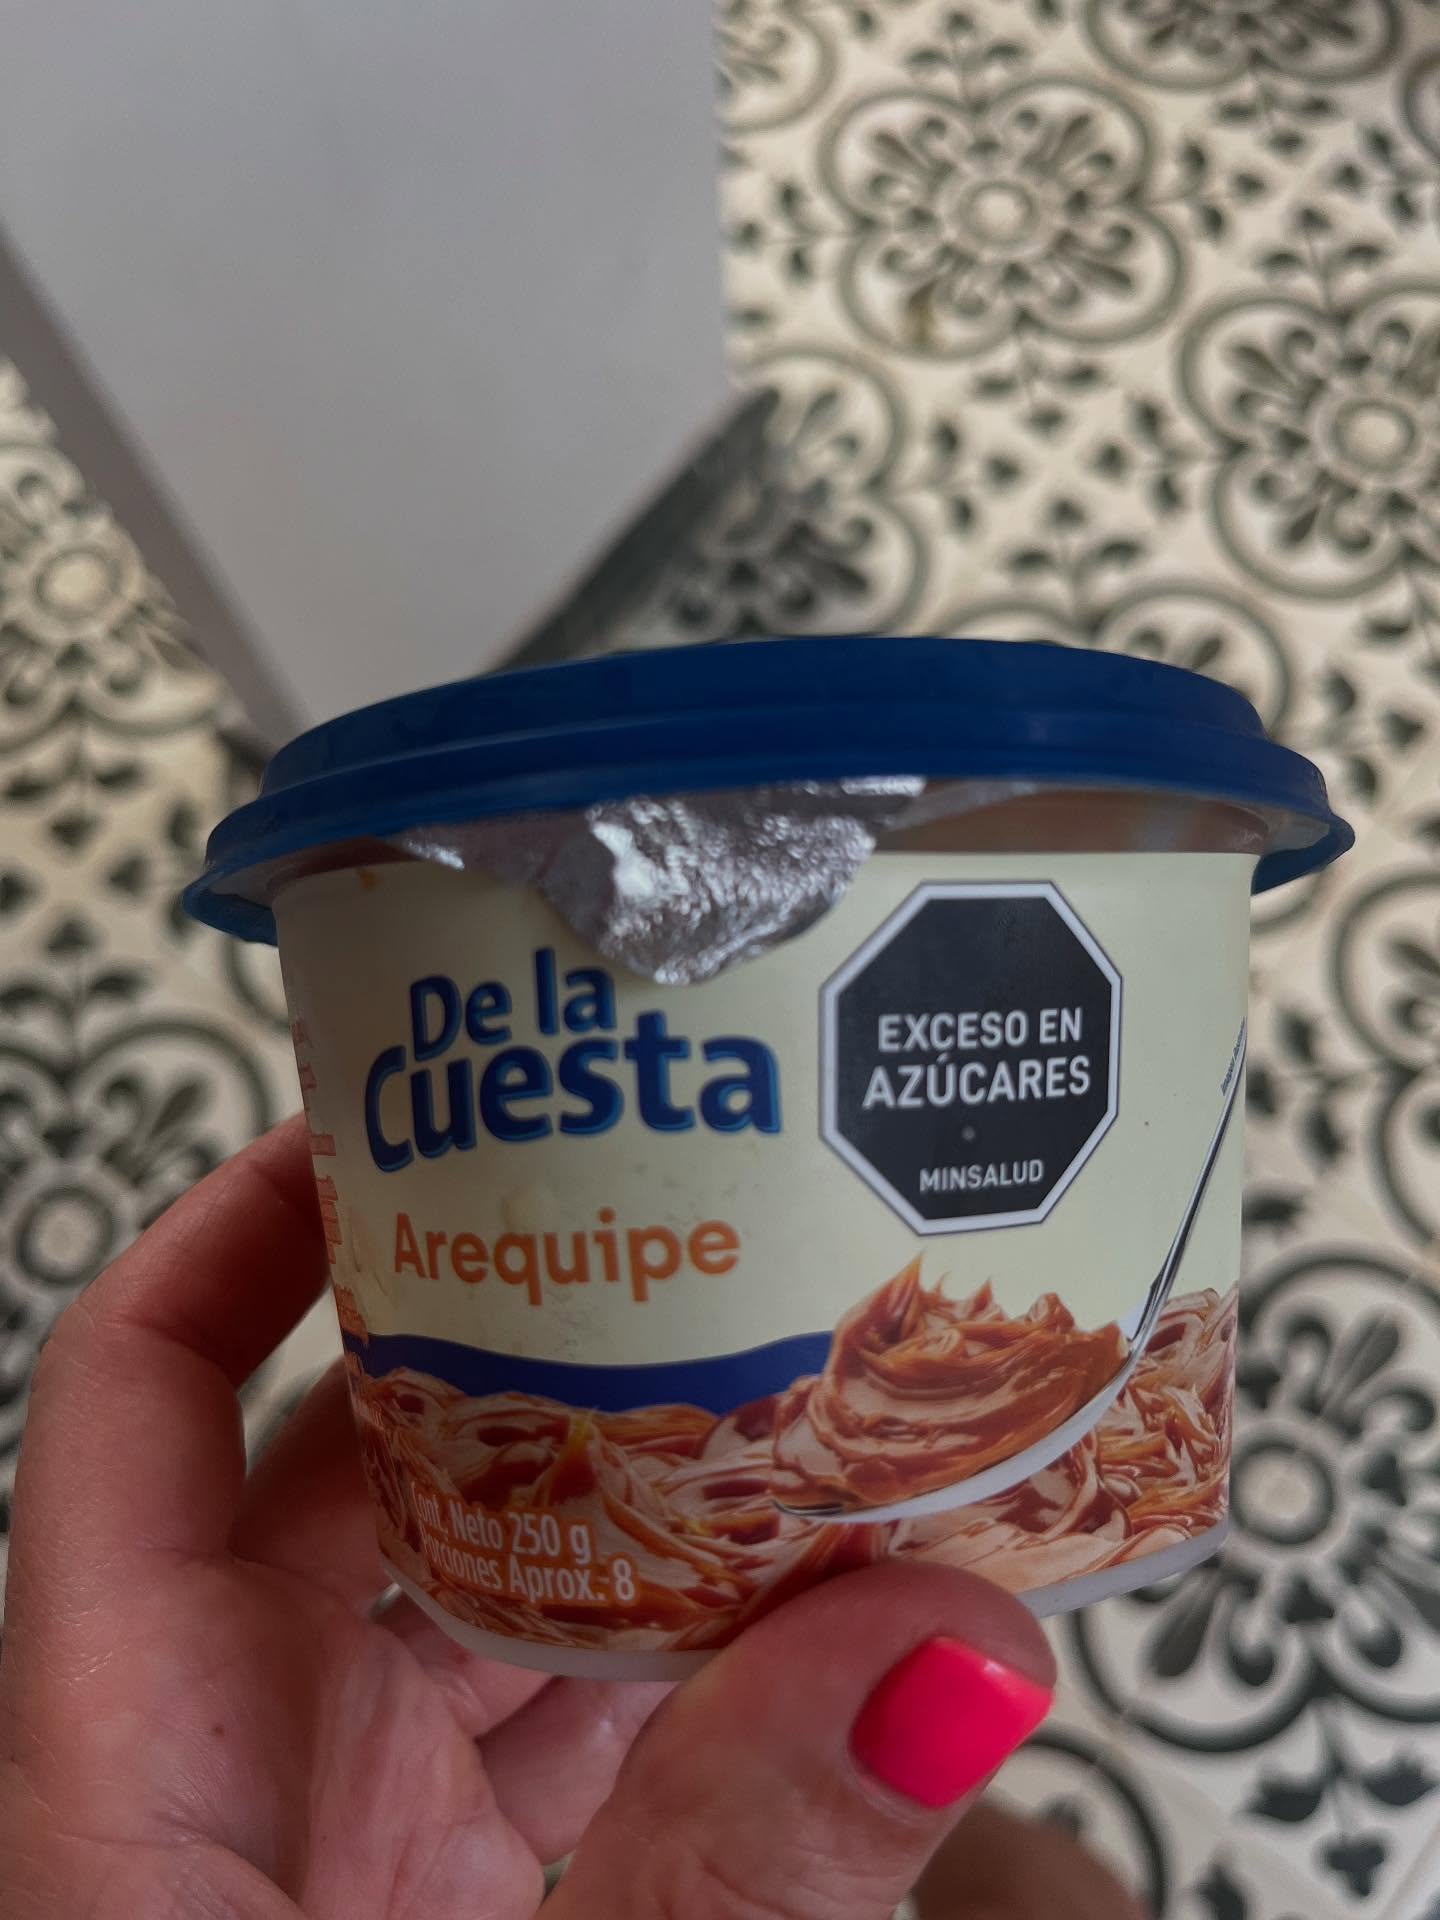 De la
Cuesta
Arequipe
EXCESO EN
AZÚCARES
MINSALUD
Cont. Neto 250 g
Porciones Aprox.-8